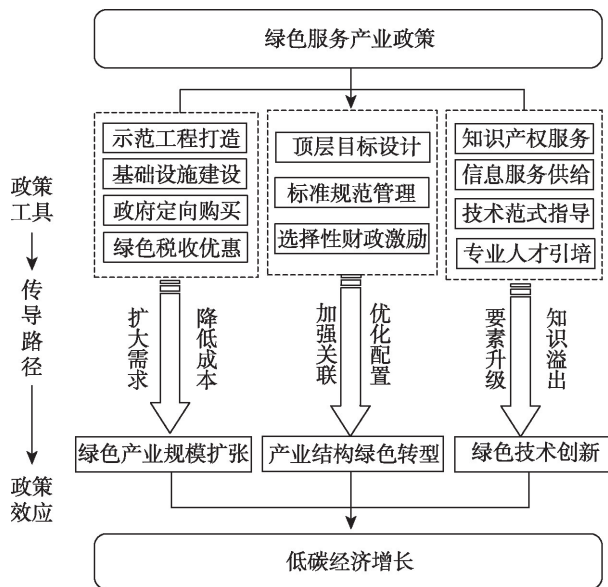 绿色服务产业政策
示范工程打造
基础设施建设
政府定向购买
绿色税收优惠
顶层目标设计
标准规范管理
选择性财政激励
知识产权服务
信息服务供给
技术范式指导
专业人才引培
政策
工具
传导路径
政策
效应
扩大需求
降低成本
加强关联
优化配置
要素升级
知识溢出
绿色产业规模扩张
产业结构绿色转型
绿色技术创新
低碳经济增长